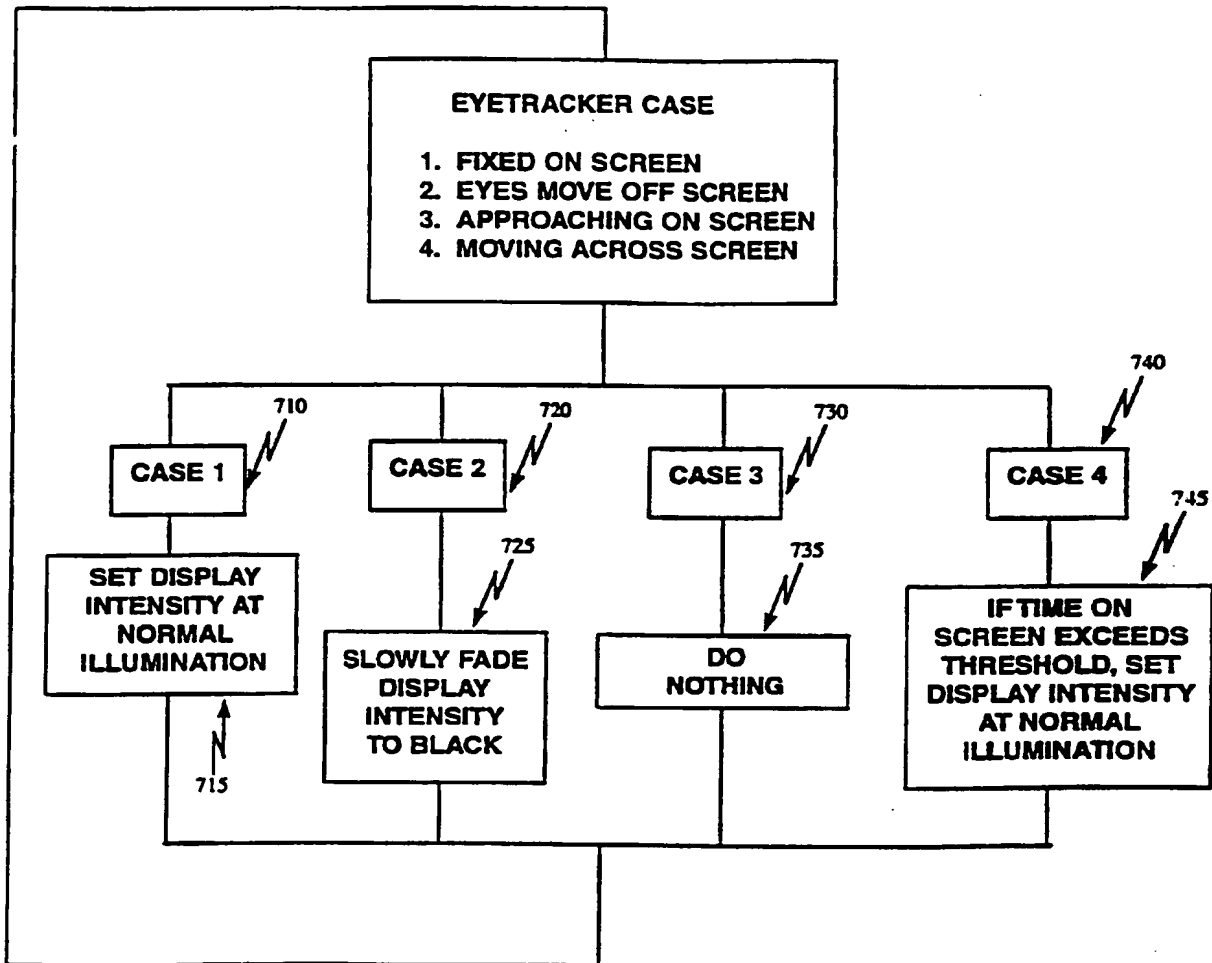 EYETRACKER CASE
1. FIXED ON SCREEN
2. EYES MOVE OFF SCREEN
3. APPROACHING ON SCREEN
4. MOVING ACROSS SCREEN
710
720
730
740
CASE 1
CASE 2
CASE 3
CASE 4
715
725
735
745
SET DISPLAY
INTENSITY AT
NORMAL
ILLUMINATION
SLOWLY FADE
DISPLAY
INTENSITY
TO BLACK
DO
NOTHING
IF TIME ON
SCREEN EXCEEDS
THRESHOLD, SET
DISPLAY INTENSITY
AT NORMAL
ILLUMINATION